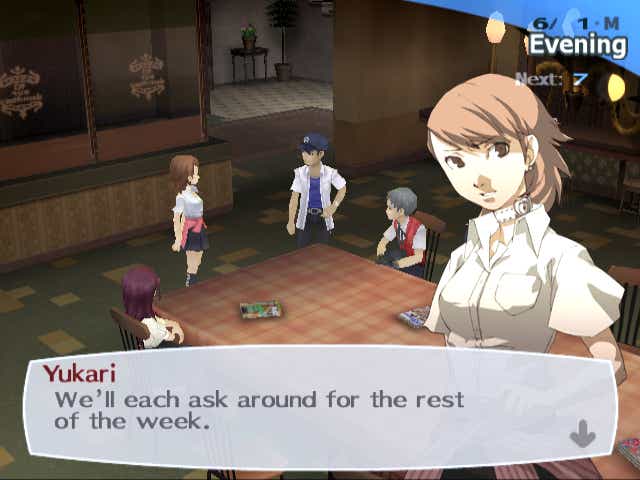 6/ 1·M
Evening
Next: 7
Yukari
We'll each ask around for the rest
of the week.